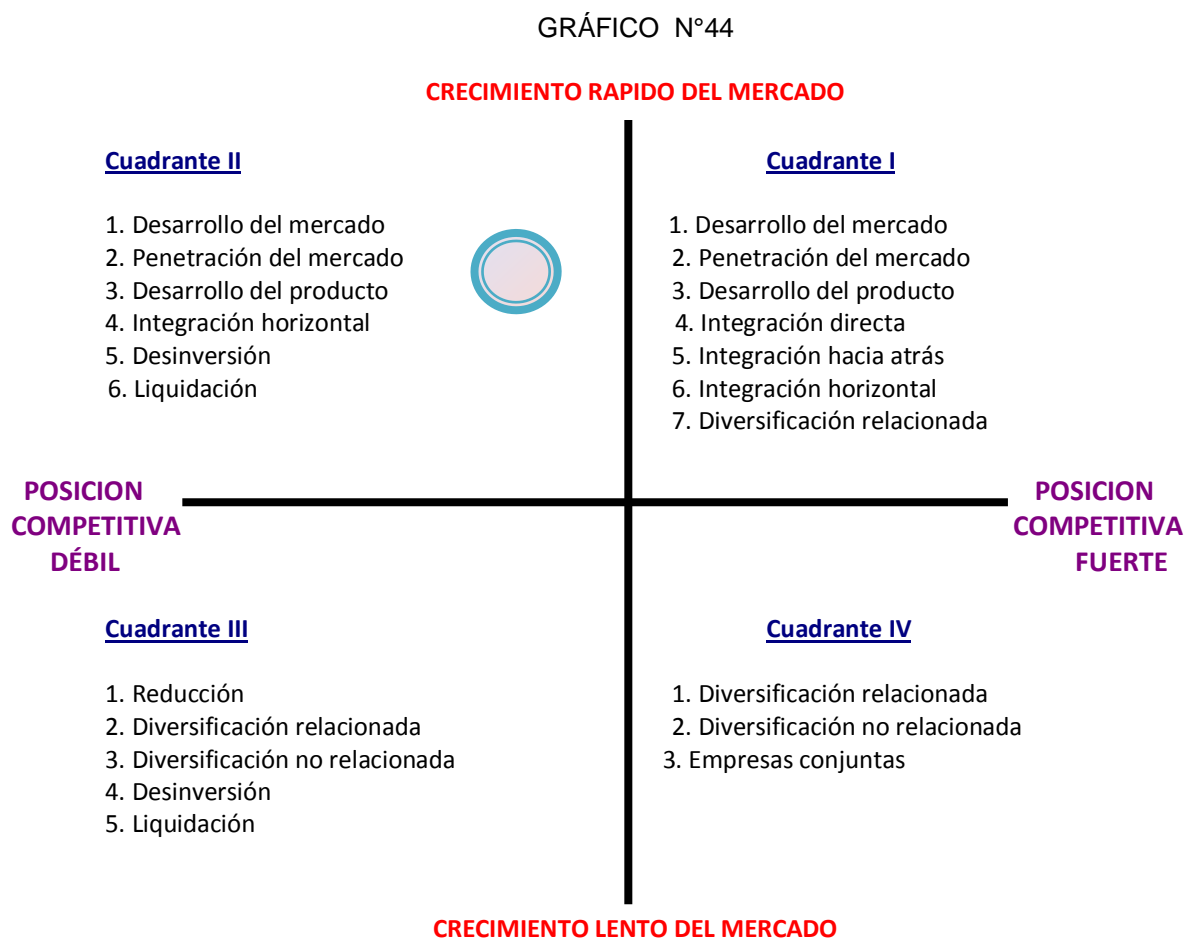 GRÁFICO N°44
CRECIMIENTO RAPIDO DEL MERCADO
Cuadrante II
1. Desarrollo del mercado
2. Penetración del mercado
3. Desarrollo del producto
4. Integración horizontal
5. Desinversión
6. Liquidación
Cuadrante I
1. Desarrollo del mercado
2. Penetración del mercado
3. Desarrollo del producto
4. Integración directa
5. Integración hacia atrás
6. Integración horizontal
7. Diversificación relacionada
POSICION
COMPETITIVA
DÉBIL
POSICION
COMPETITIVA
FUERTE
Cuadrante III
1. Reducción
2. Diversificación relacionada
3. Diversificación no relacionada
4. Desinversión
5. Liquidación
Cuadrante IV
1. Diversificación relacionada
2. Diversificación no relacionada
3. Empresas conjuntas
CRECIMIENTO LENTO DEL MERCADO